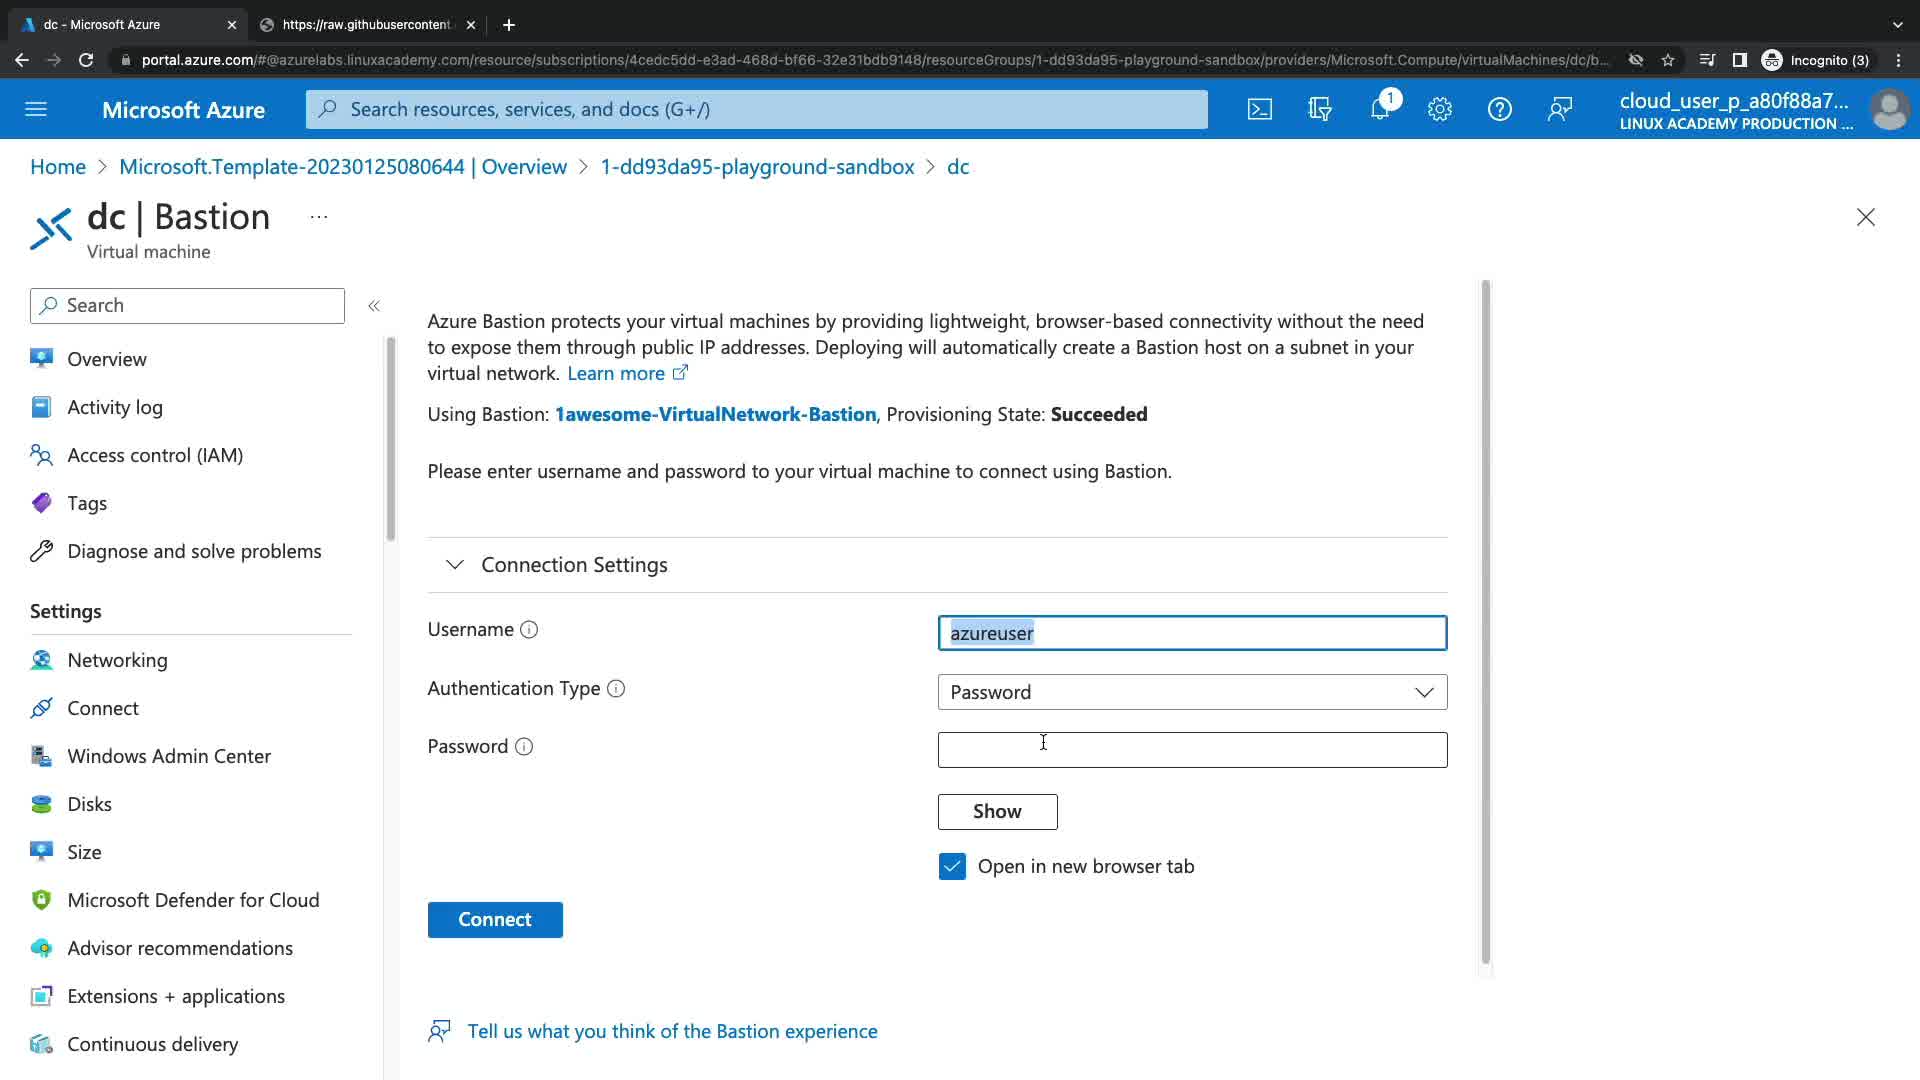 dc - Microsoft Azure
https://raw.githubusercontent
portal.azure.com/#@azurelabs.linuxacademy.com/resource/subscriptions/4cedc5dd-e3ad-468d-bf66-32e31bdb9148/resourceGroups/1-dd93da95-playground-sandbox/providers/Microsoft.Compute/virtualMachines/dc/b...
Incognito (3)
Microsoft Azure
Search resources, services, and docs (G+/)
1
cloud_user_p_a80f88a7...
LINUX ACADEMY PRODUCTION ...
Home > Microsoft.Template-20230125080644 | Overview > 1-dd93da95-playground-sandbox > dc
dc | Bastion ...
Virtual machine
Search
Overview
Activity log
Access control (IAM)
Tags
Diagnose and solve problems
Settings
Networking
Connect
Windows Admin Center
Disks
Size
Microsoft Defender for Cloud
Advisor recommendations
Extensions + applications
Continuous delivery
Azure Bastion protects your virtual machines by providing lightweight, browser-based connectivity without the need
to expose them through public IP addresses. Deploying will automatically create a Bastion host on a subnet in your
virtual network. Learn more
Using Bastion: 1awesome-VirtualNetwork-Bastion, Provisioning State: Succeeded
Please enter username and password to your virtual machine to connect using Bastion.
Connection Settings
Username
azureuser
Authentication Type
Password
Password
Show
Open in new browser tab
Connect
Tell us what you think of the Bastion experience